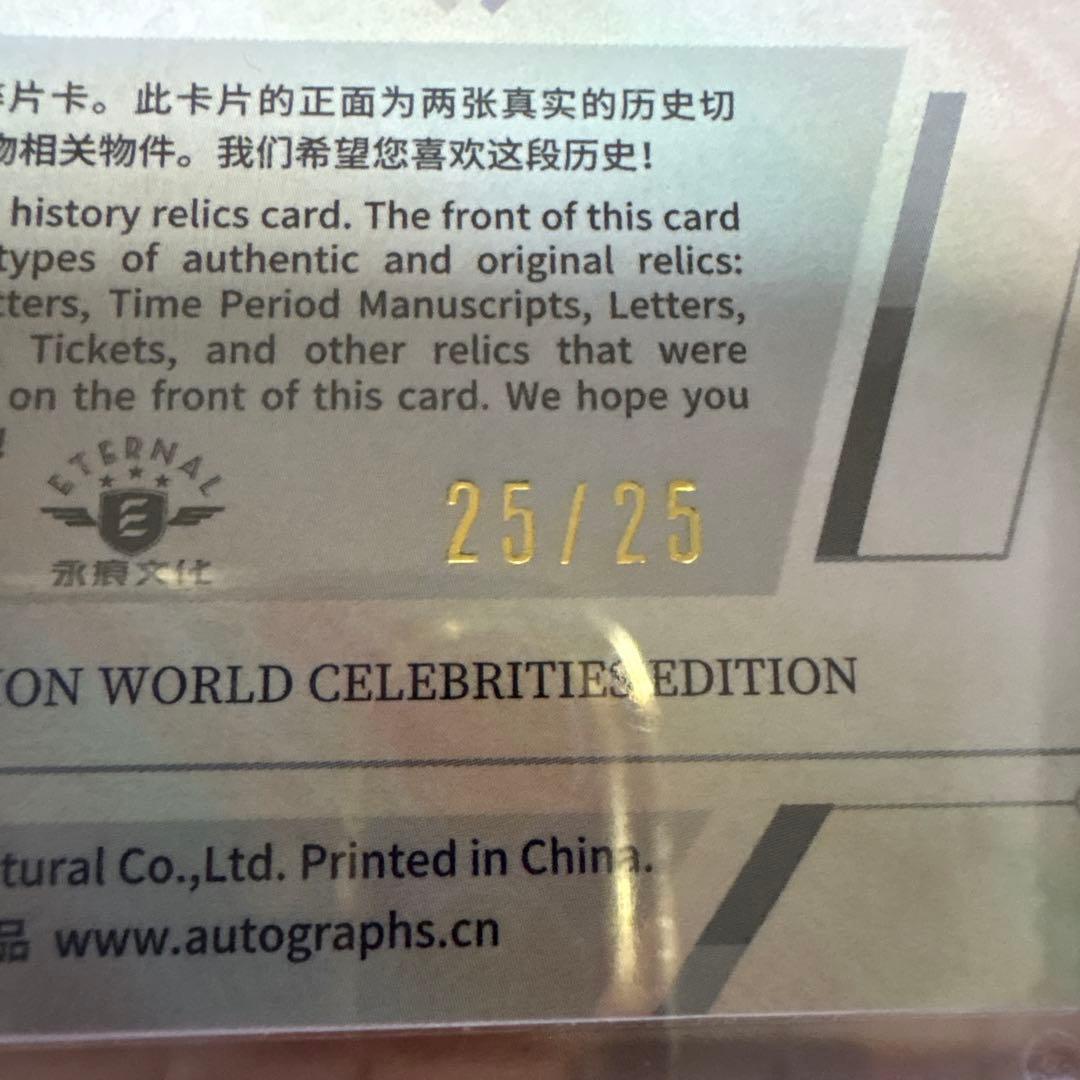 片卡。此卡片的正面为两张真实的历史切
物相关物件。我们希望您喜欢这段历史!
history relics card. The front of this card
types of authentic and original relics:
tters, Time Period Manuscripts, Letters,
Tickets, and other relics that were
on the front of this card. We hope you
!
ETERNAL
永痕文化
25/25
ON WORLD CELEBRITIES EDITION
tural Co.,Ltd. Printed in China.
品 www.autographs.cn